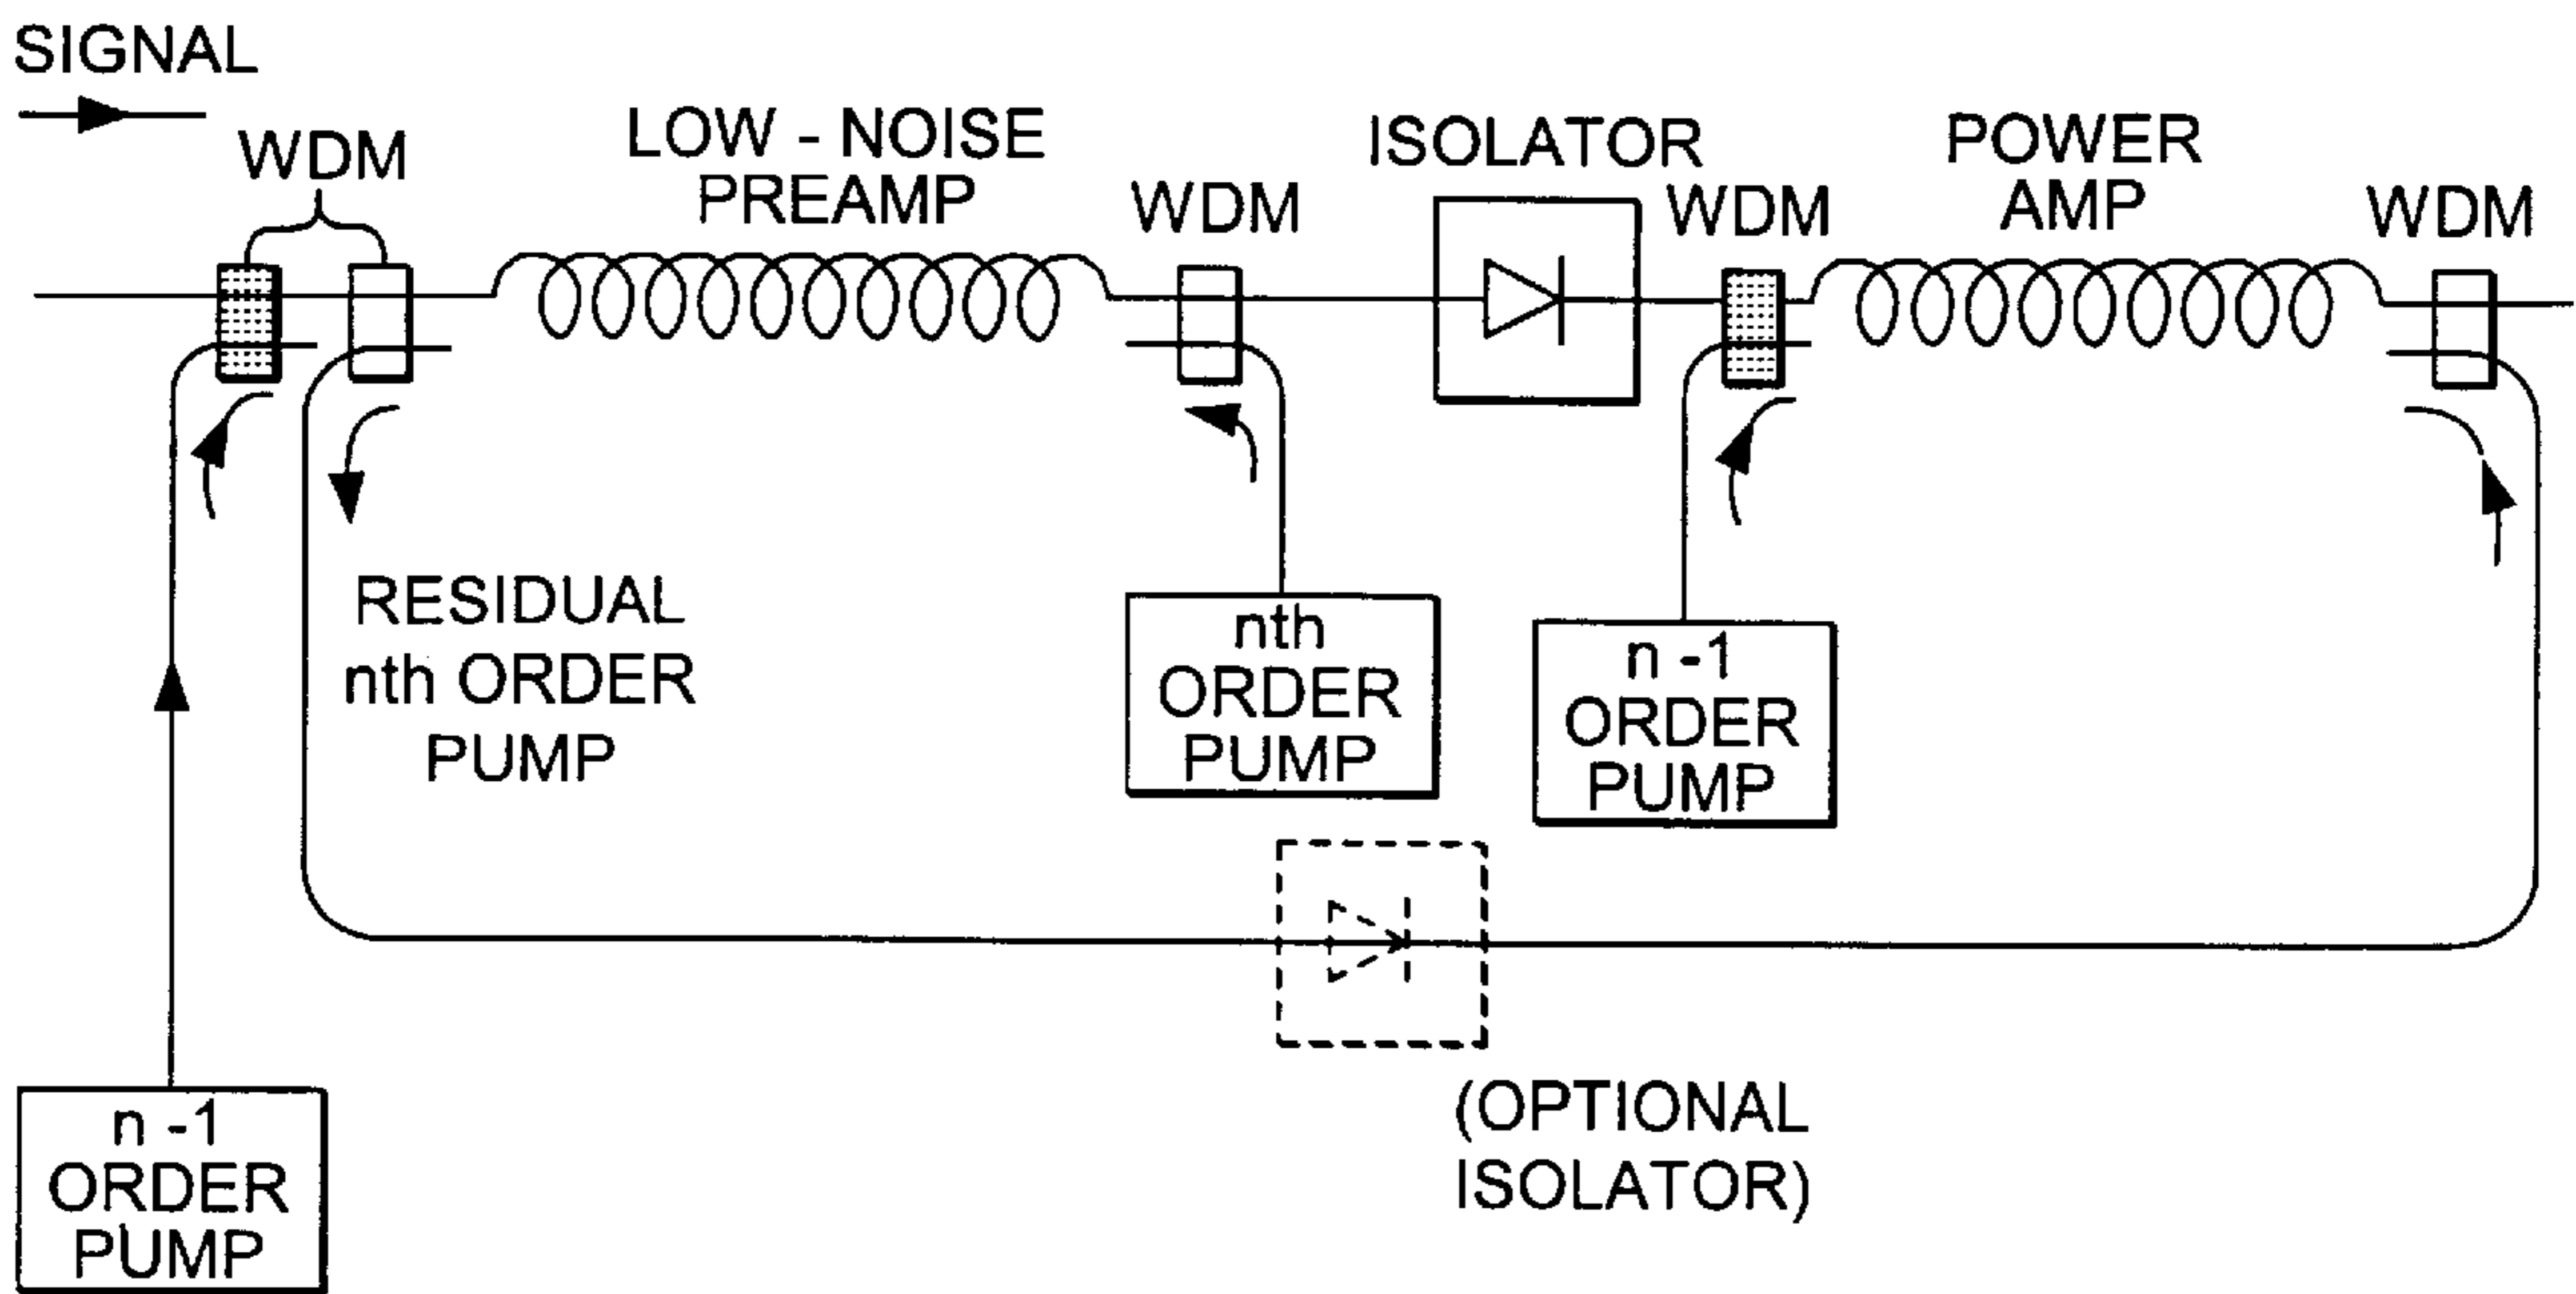 SIGNAL
WDM
LOW - NOISE
PREAMP
WDM
ISOLATOR
WDM
POWER
AMP
WDM
RESIDUAL
nth ORDER
PUMP
nth
ORDER
PUMP
n -1
ORDER
PUMP
(OPTIONAL
ISOLATOR)
n -1
ORDER
PUMP